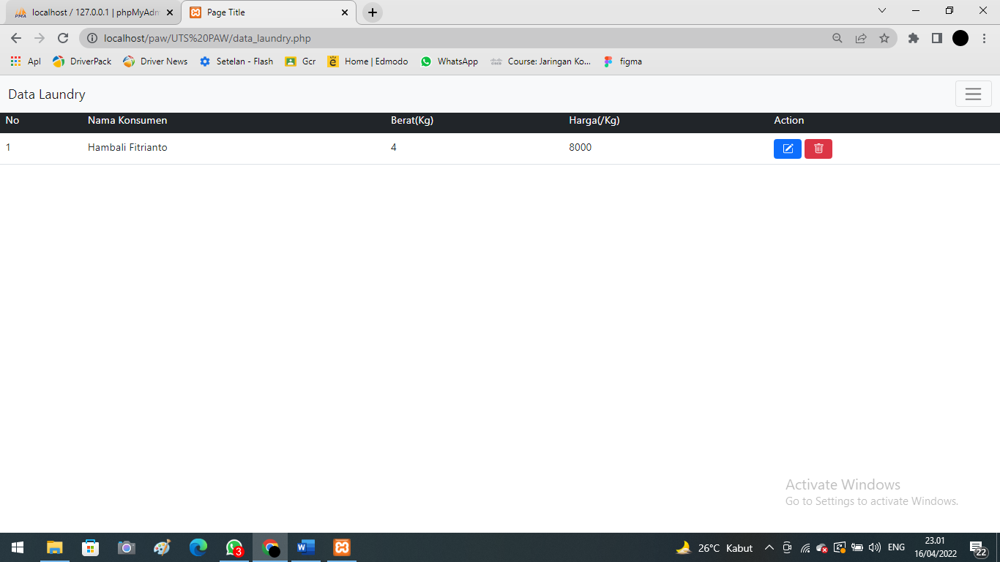 localhost / 127.0.0.1 | phpMyAdm
Page Title
localhost/paw/UTS%20PAW/data_laundry.php
Apl
DriverPack
Driver News
Setelan - Flash
Gcr
Home | Edmodo
WhatsApp
Course: Jaringan Ko...
figma
Data Laundry
No Nama Konsumen Berat(Kg) Harga(/Kg) Action
1 Hambali Fitrianto 4 8000
Activate Windows
Go to Settings to activate Windows.
3
26°C Kabut
ENG
23.01
16/04/2022
22